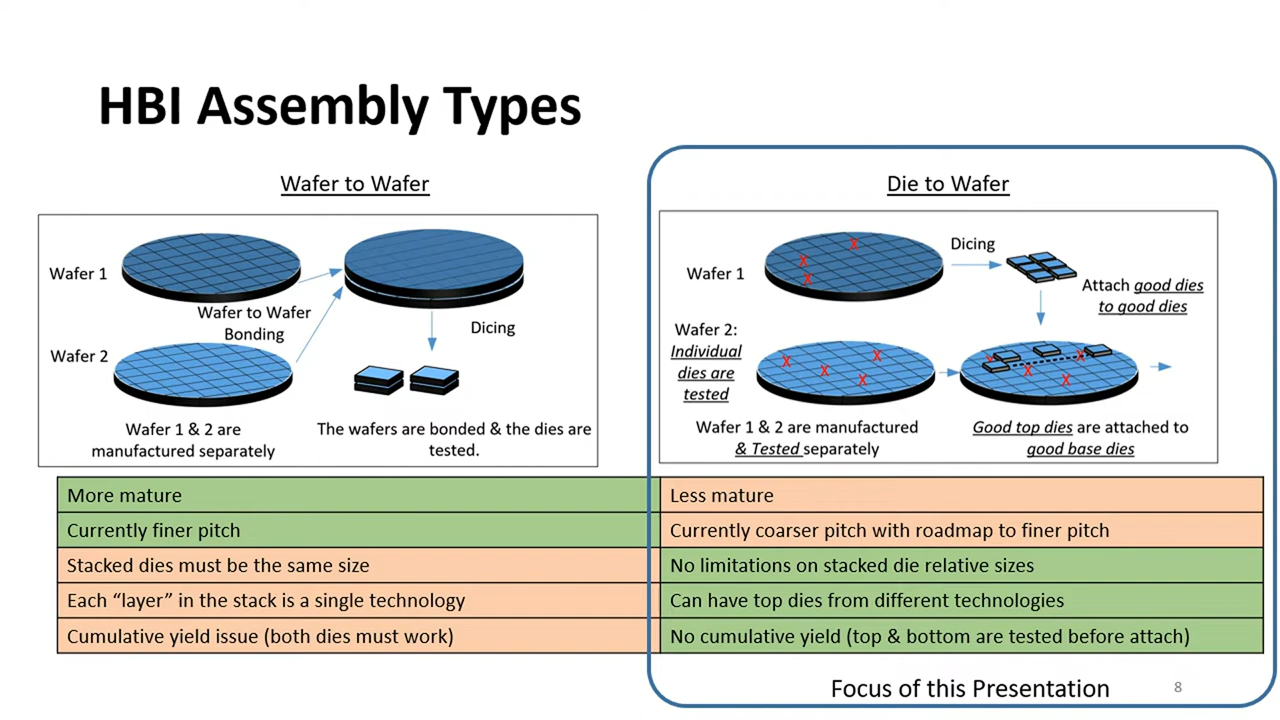 HBI Assembly Types
Wafer to Wafer
Wafer 1
Wafer to Wafer
Bonding
Wafer 2
Dicing
Wafer 1 & 2 are
manufactured separately
The wafers are bonded & the dies are
tested.
Die to Wafer
Wafer 1
X
X
X
Dicing
Attach good dies
to good dies
Wafer 2:
Individual
dies are
tested
X
X
X
X
X
X
X
X
Wafer 1 & 2 are manufactured
& Tested separately
Good top dies are attached to
good base dies
More mature
Less mature
Currently finer pitch
Currently coarser pitch with roadmap to finer pitch
Stacked dies must be the same size
No limitations on stacked die relative sizes
Each “layer” in the stack is a single technology
Can have top dies from different technologies
Cumulative yield issue (both dies must work)
No cumulative yield (top & bottom are tested before attach)
Focus of this Presentation
8